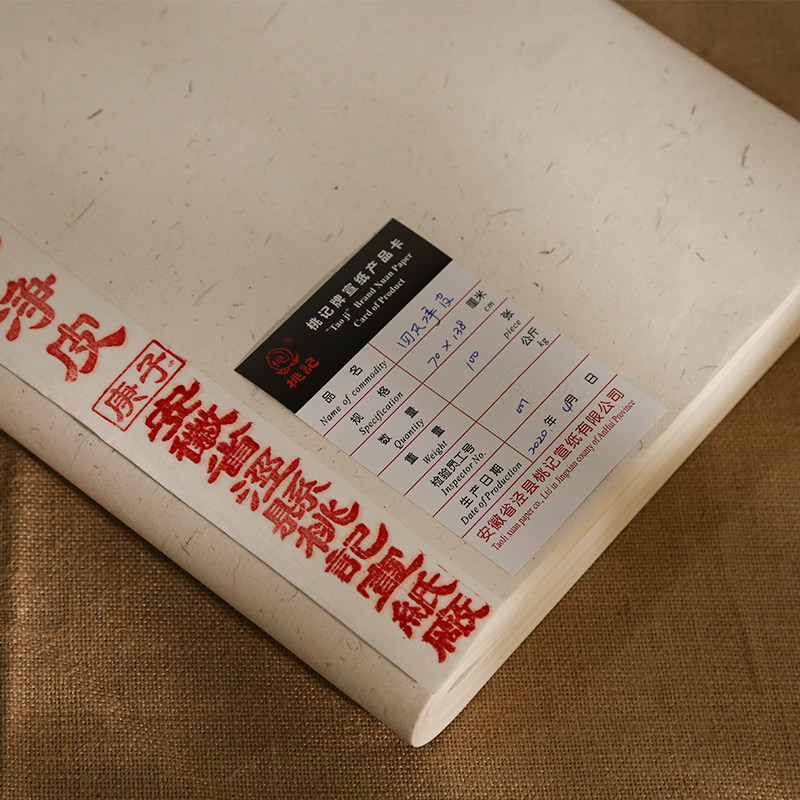 净皮
庚子
安徽省泾县桃記宣紙厰
桃記
®
桃记牌宣纸产品卡
"Tao ji" Brand Xuan Paper
Card of Product
品 名 四尺净皮
Name of commodity
规 格 70×138 厘米
Specification cm
数 量 100 张
Quantity piece
重 量 公斤
Weight kg
检验员工号
Inspector No.
生产日期 2020 年 4 月 日
Date of Production
安徽省泾县桃记宣纸有限公司
TaoJi xuan paper co., Ltd in Jingxian county of AnHui Province